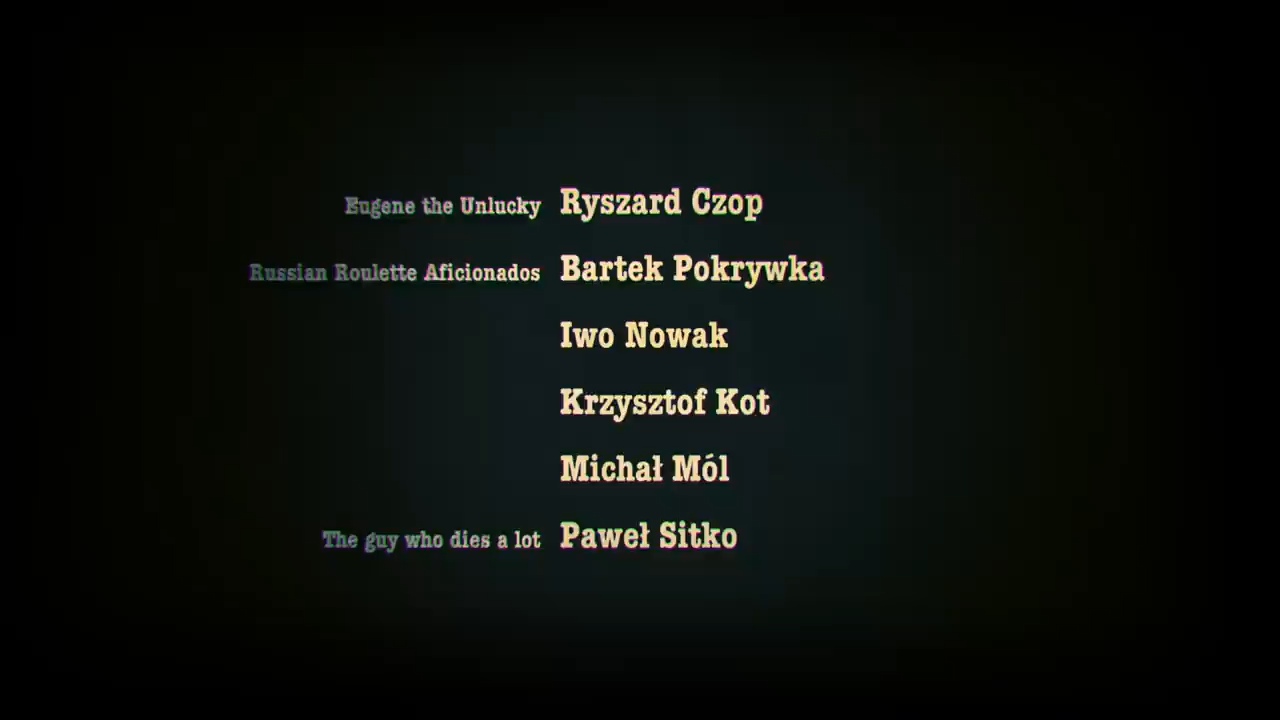 Eugene the Unlucky Ryszard Czop
Russian Roulette Aficionados Bartek Pokrywka
Iwo Nowak
Krzysztof Kot
Michał Mól
The guy who dies a lot Paweł Sitko